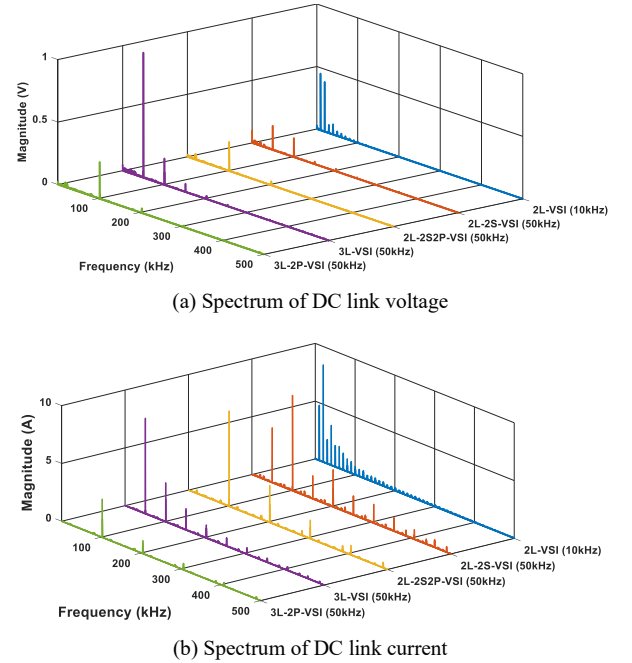 1
0.5
0
Magnitude (V)
100
200
300
400
500
Frequency (kHz)
2L-VSI (10kHz)
2L-2S-VSI (50kHz)
2L-2S2P-VSI (50kHz)
3L-VSI (50kHz)
3L-2P-VSI (50kHz)
(a) Spectrum of DC link voltage
10
5
0
Magnitude (A)
100
200
300
400
500
Frequency (kHz)
2L-VSI (10kHz)
2L-2S-VSI (50kHz)
2L-2S2P-VSI (50kHz)
3L-VSI (50kHz)
3L-2P-VSI (50kHz)
(b) Spectrum of DC link current